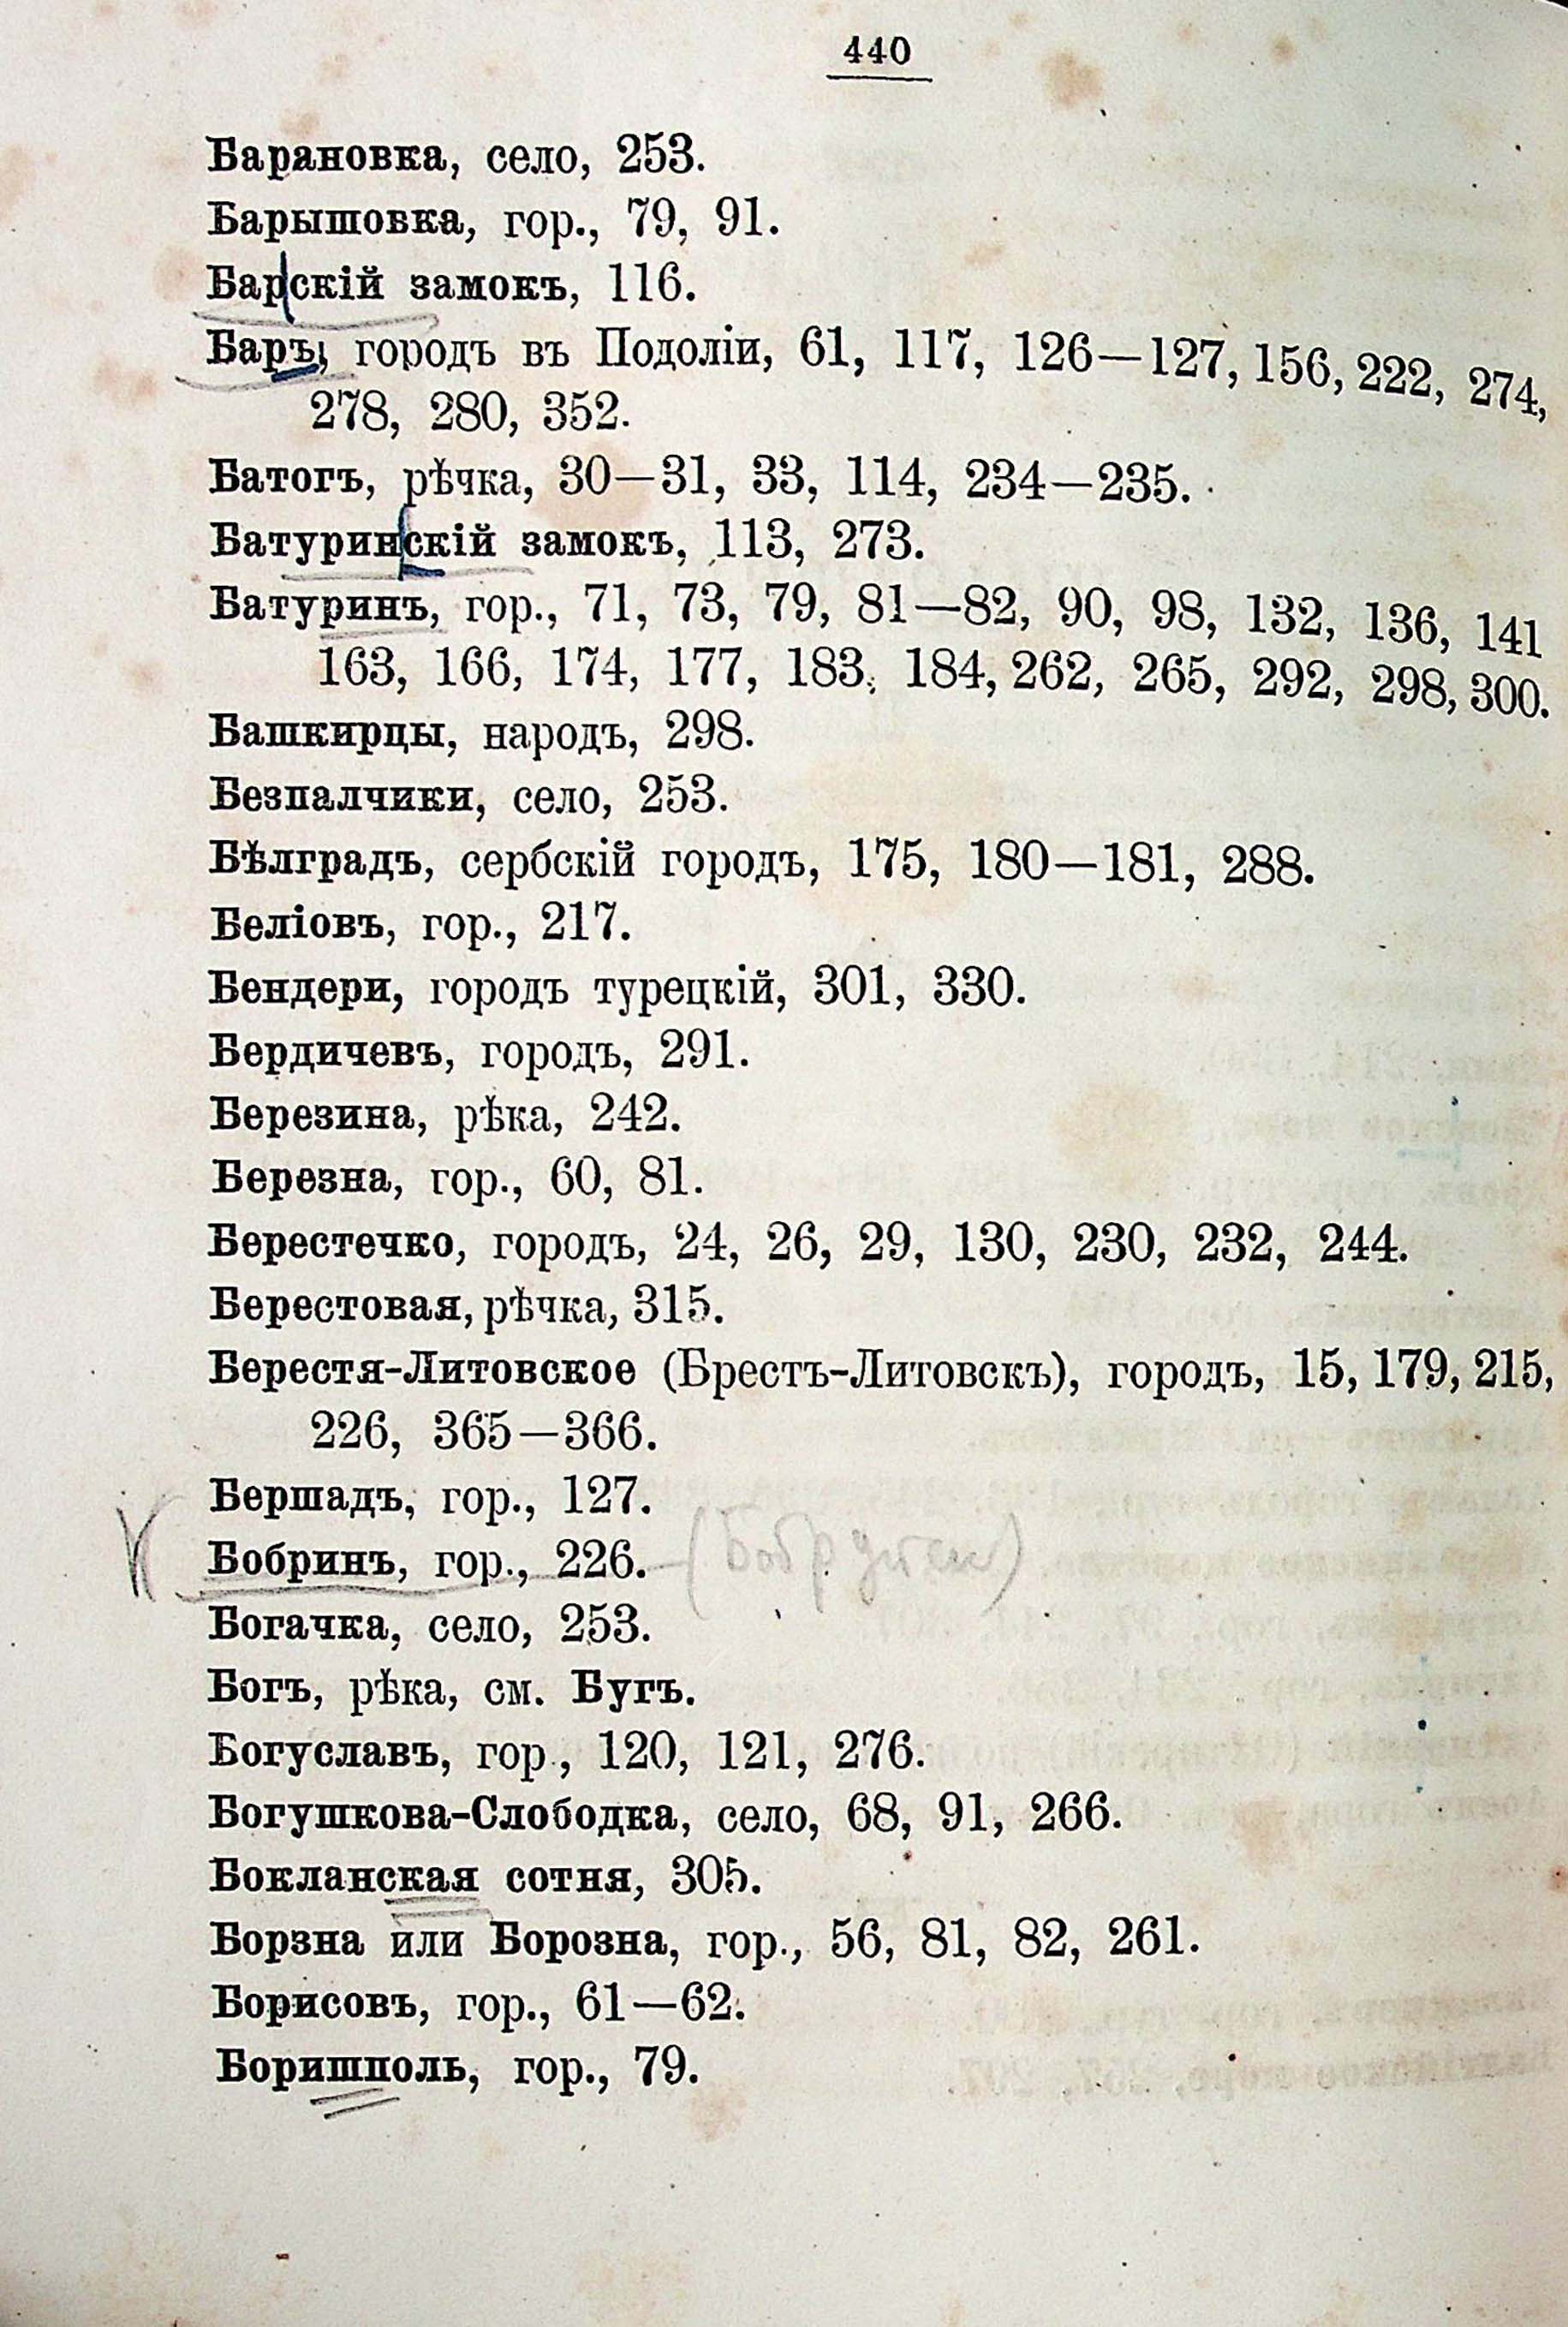 440
Барановка, село, 253.
Барышовка, гор., 79, 91.
Барскій замокъ, 116.
Баръ, городъ въ Подоліи, 61, 117, 126—127, 156, 222, 274,
278, 280, 352.
Батогъ, рѣчка, 30—31, 33, 114, 234—235.
Батуринскій замокъ, 113, 273.
Батуринъ, гор., 71, 73, 79, 81—82, 90, 98, 132, 136, 141
163, 166, 174, 177, 183, 184, 262, 265, 292, 298, 300.
Башкирцы, народъ, 298.
Безпалчики, село, 253.
Бѣлградъ, сербскій городъ, 175, 180—181, 288.
Беліовъ, гор., 217.
Бендери, городъ турецкій, 301, 330.
Бердичевъ, городъ, 291.
Березина, рѣка, 242.
Березна, гор., 60, 81.
Берестечко, городъ, 24, 26, 29, 130, 230, 232, 244.
Берестовая, рѣчка, 315.
Берестя-Литовское (Брестъ-Литовскъ), городъ, 15, 179, 215,
226, 365—366.
Бершадъ, гор., 127.
Бобринъ, гор., 226.
Богачка, село, 253.
Богъ, рѣка, см. Бугъ.
Богуславъ, гор., 120, 121, 276.
Богушкова-Слободка, село, 68, 91, 266.
Бокланская сотня, 305.
Борзна или Борозна, гор., 56, 81, 82, 261.
Борисовъ, гор., 61—62.
Боришполь, гор., 79.